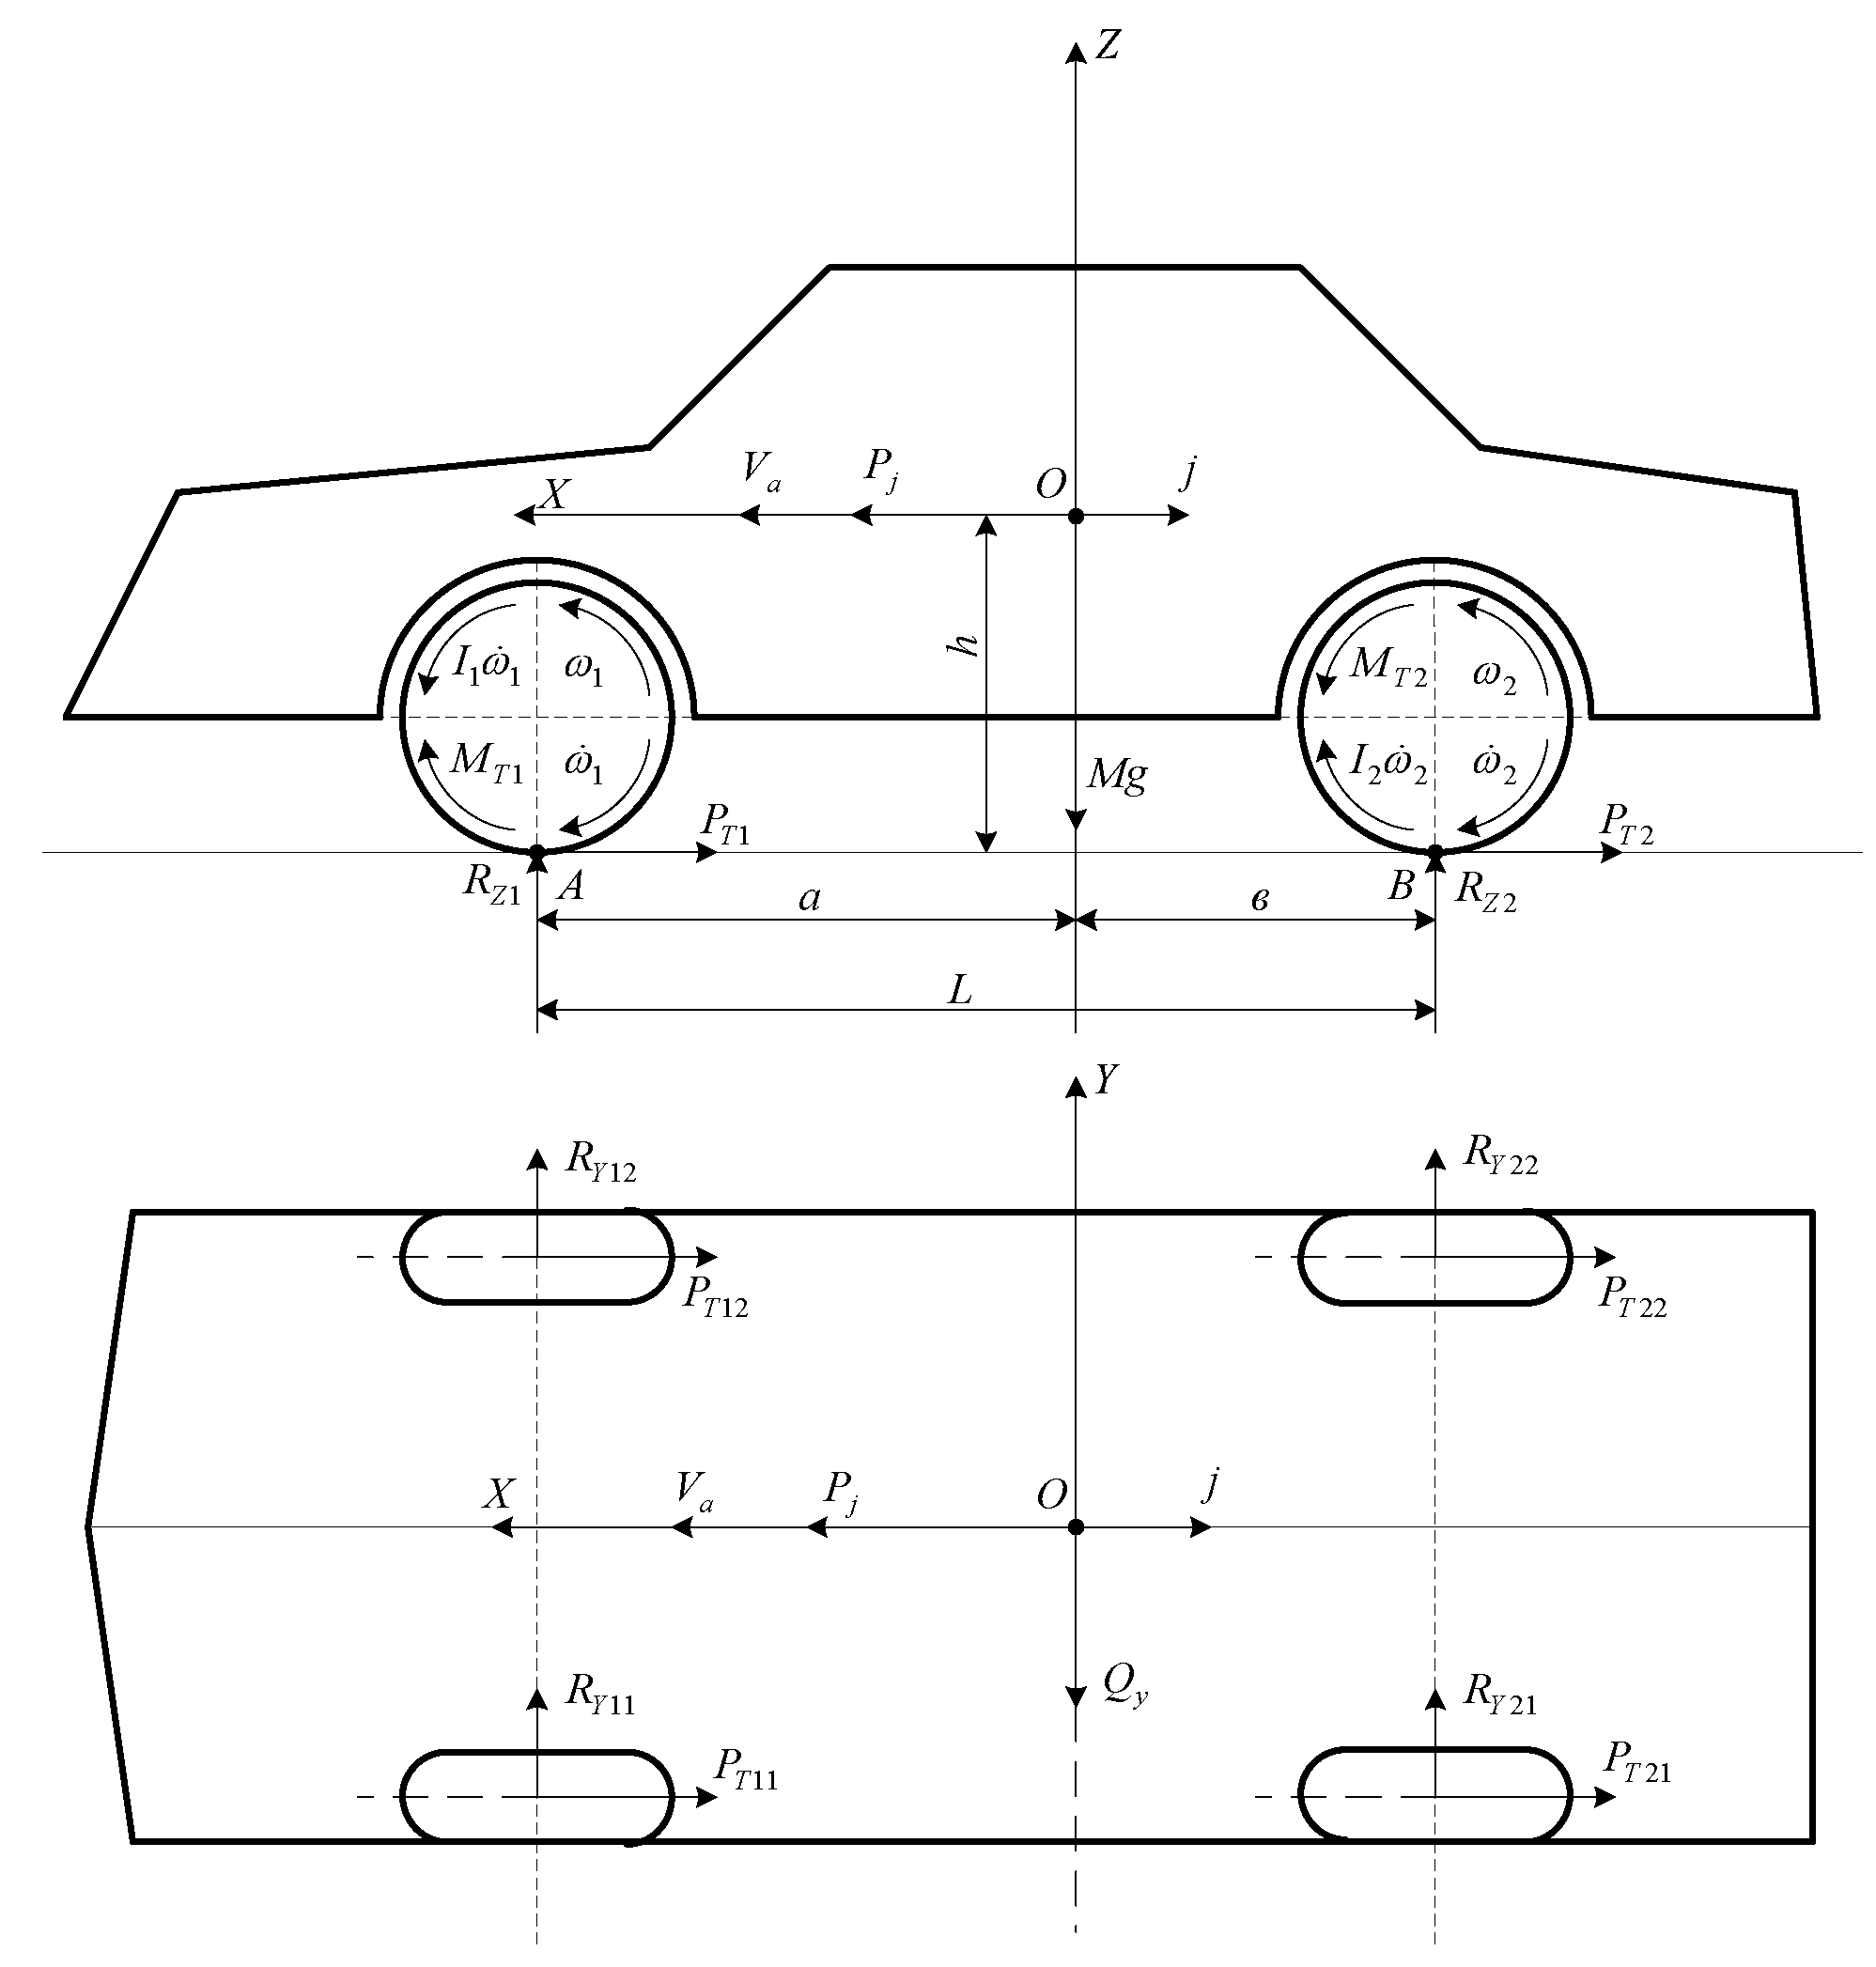 Z
X
V_a
P_j
O
j
h
I_1ω̇_1
ω_1
M_T2
ω_2
M_T1
ω̇_1
Mg
I_2ω̇_2
ω̇_2
P_T1
P_T2
R_Z1
A
a
в
B
R_Z2
L
Y
R_Y12
R_Y22
P_T12
P_T22
X
V_a
P_j
O
j
R_Y11
Q_y
R_Y21
P_T11
P_T21